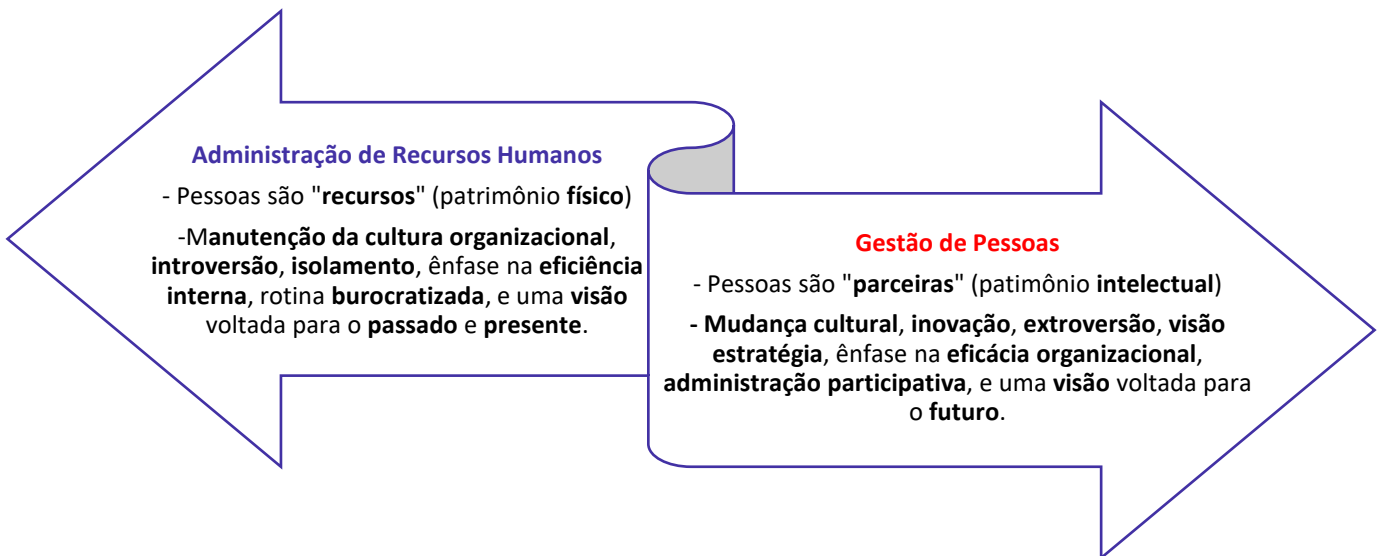 Administração de Recursos Humanos
- Pessoas são "recursos" (patrimônio físico)
-Manutenção da cultura organizacional,
introversão, isolamento, ênfase na eficiência
interna, rotina burocratizada, e uma visão
voltada para o passado e presente.
Gestão de Pessoas
- Pessoas são "parceiras" (patimônio intelectual)
- Mudança cultural, inovação, extroversão, visão
estratégia, ênfase na eficácia organizacional,
administração participativa, e uma visão voltada para
o futuro.